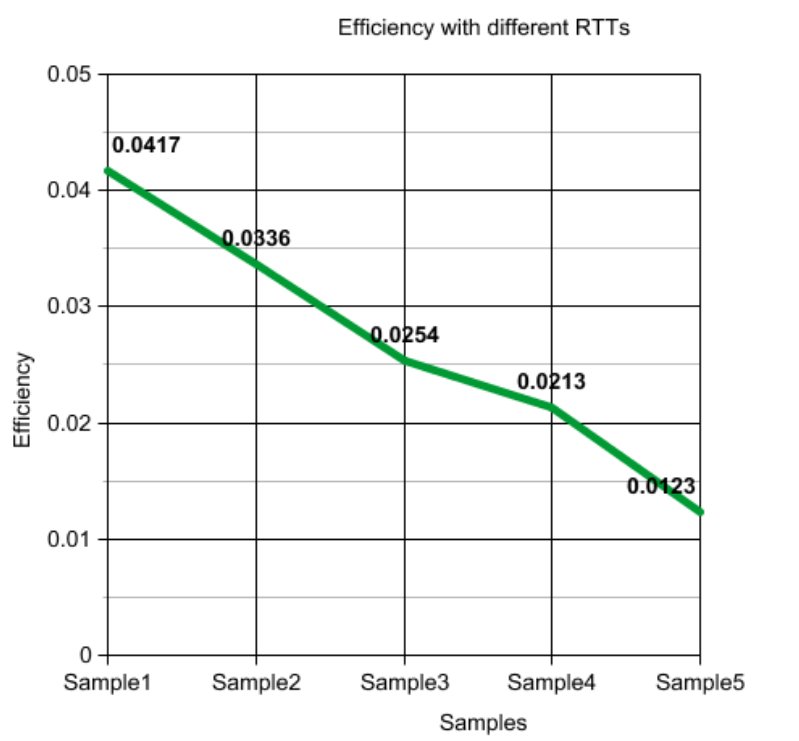 Efficiency with different RTTs
0.05
0.0417
0.04
0.0336
0.03
0.0254
0.0213
Efficiency
0.02
0.0123
0.01
0
Sample1 Sample2 Sample3 Sample4 Sample5
Samples